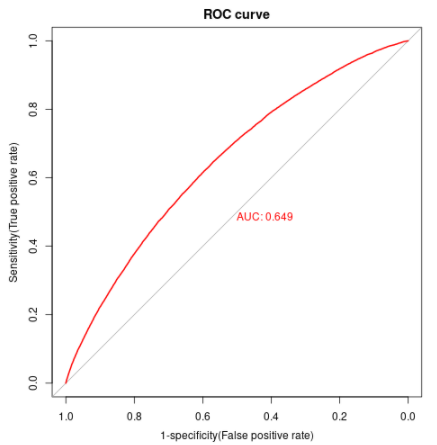 ROC curve
Sensitivity(True positive rate)
1.0
0.8
0.6
0.4
0.2
0.0
AUC: 0.649
1.0 0.8 0.6 0.4 0.2 0.0
1-specificity(False positive rate)